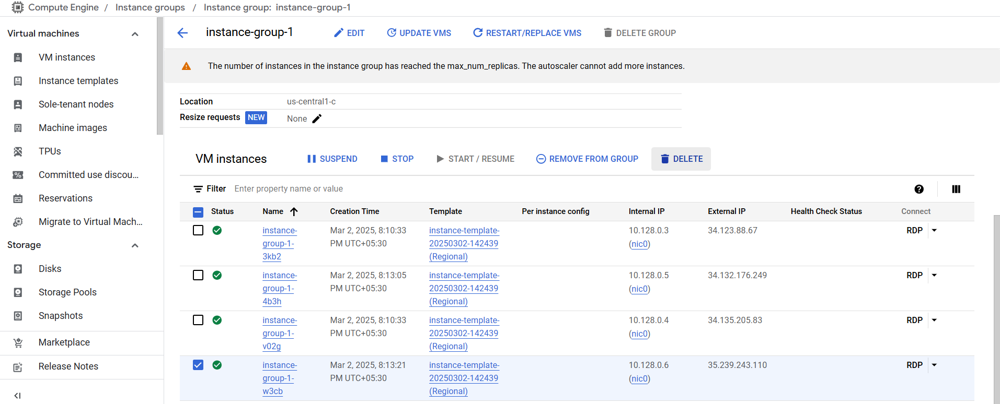 Compute Engine / Instance groups / Instance group: instance-group-1
Virtual machines
VM instances
Instance templates
Sole-tenant nodes
Machine images
TPUs
Committed use discou...
Reservations
Migrate to Virtual Mach...
Storage
Disks
Storage Pools
Snapshots
Marketplace
Release Notes
instance-group-1 EDIT UPDATE VMS RESTART/REPLACE VMS DELETE GROUP
The number of instances in the instance group has reached the max_num_replicas. The autoscaler cannot add more instances.
Location us-central1-c
Resize requests NEW None
VM instances SUSPEND STOP START / RESUME REMOVE FROM GROUP DELETE
Filter Enter property name or value
Status Name Creation Time Template Per instance config Internal IP External IP Health Check Status Connect
instance- Mar 2, 2025, 8:10:33 instance-template- 10.128.0.3 34.123.88.67 RDP
group-1- PM UTC+05:30 20250302-142439 (nic0)
3kb2 (Regional)
instance- Mar 2, 2025, 8:13:05 instance-template- 10.128.0.5 34.132.176.249 RDP
group-1- PM UTC+05:30 20250302-142439 (nic0)
4b3h (Regional)
instance- Mar 2, 2025, 8:10:33 instance-template- 10.128.0.4 34.135.205.83 RDP
group-1- PM UTC+05:30 20250302-142439 (nic0)
v02g (Regional)
instance- Mar 2, 2025, 8:13:21 instance-template- 10.128.0.6 35.239.243.110 RDP
group-1- PM UTC+05:30 20250302-142439 (nic0)
w3cb (Regional)